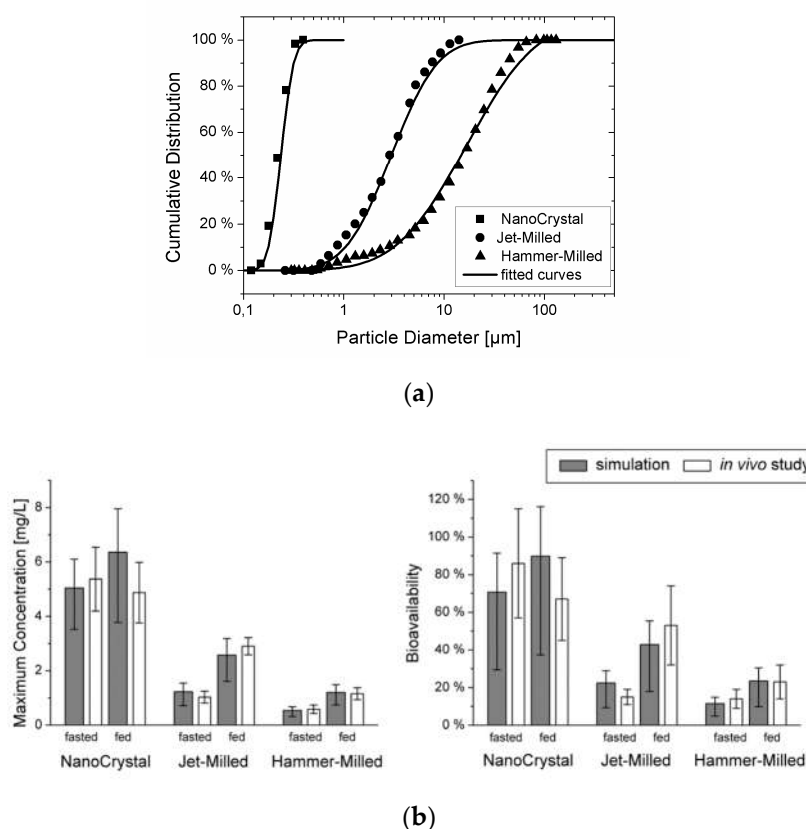 100 %
80 %
60 %
40 %
20 %
0 %
Cumulative Distribution
NanoCrystal
Jet-Milled
Hammer-Milled
fitted curves
0,1 1 10 100
Particle Diameter [µm]
(a)
simulation in vivo study
8
6
4
2
0
Maximum Concentration [mg/L]
fasted fed fasted fed fasted fed
NanoCrystal Jet-Milled Hammer-Milled
120 %
100 %
80 %
60 %
40 %
20 %
0 %
Bioavailability
fasted fed fasted fed fasted fed
NanoCrystal Jet-Milled Hammer-Milled
(b)